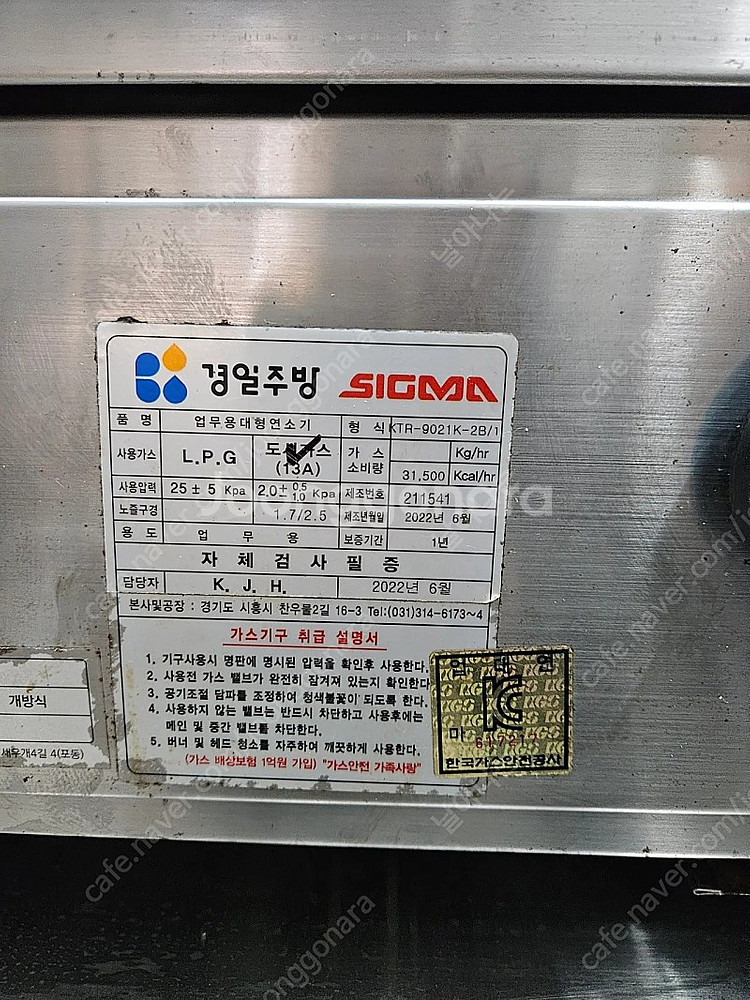 경일주방 SIGMA
품 명 업무용대형연소기 형 식 KTR-9021K-2B/1
사용가스 L.P.G 도시가스 (13A) 가 스 소비량 Kg/hr
31,500 Kcal/hr
사용압력 25 ± 5 Kpa 2.0 + 0.5 1.0 Kpa 제조번호 211541
노즐구경 1.7/2.5 제조년월일 2022년 6월
용 도 업 무 용 보증기간 1년
자 체 검 사 필 증
담당자 K. J. H. 2022년 6월
본사및공장 : 경기도 시흥시 찬우물2길 16-3 Tel:(031)314-6173~4
가스기구 취급 설명서
1. 기구사용시 명판에 명시된 압력을 확인후 사용한다.
2. 사용전 가스 밸브가 완전히 잠겨져 있는지 확인한다
3. 공기조절 담파를 조정하여 청색불꽃이 되도록 한다.
4. 사용하지 않는 밸브는 반드시 차단하고 사용후에는
메인 및 중간 밸브를 차단한다.
5. 버너 및 헤드 청소를 자주하여 깨끗하게 사용한다.
(가스 배상보험 1억원 가입) "가스안전 가족사랑"
KC
마
한국가스안전공사
개방식
새우개4길 4(포동)
Joonggonara
cafe.naver.com/joonggonara